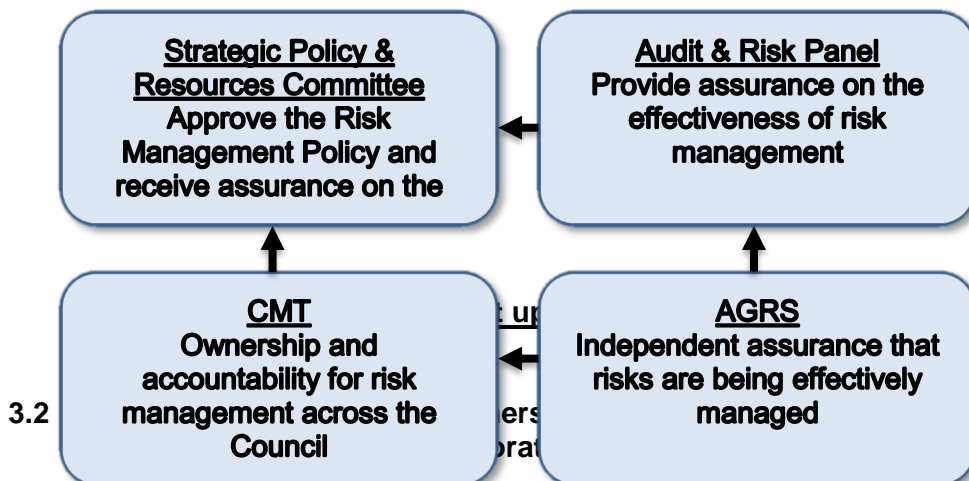 Strategic Policy &
Resources Committee
Approve the Risk
Management Policy and
receive assurance on the
Audit & Risk Panel
Provide assurance on the
effectiveness of risk
management
CMT
Ownership and
accountability for risk
management across the
Council
AGRS
Independent assurance that
risks are being effectively
managed
3.2